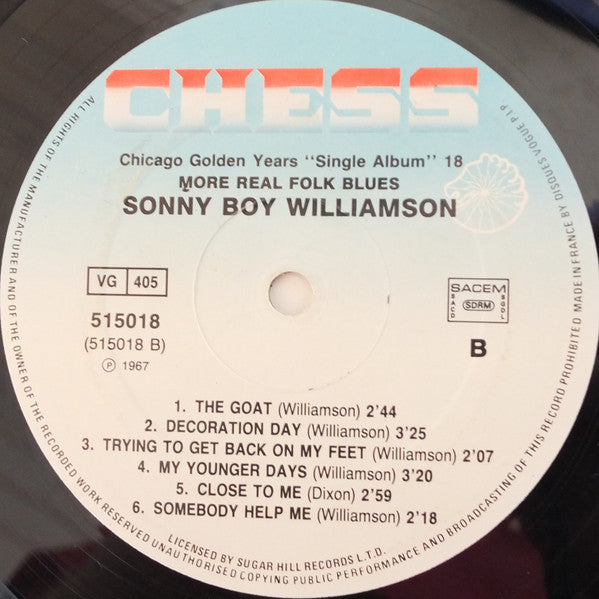 CHESS
Chicago Golden Years "Single Album" 18
MORE REAL FOLK BLUES
SONNY BOY WILLIAMSON
VG 405
515018
(515018 B)
℗ 1967
SACEM
SACD
SDRM
SGDL
B
1. THE GOAT (Williamson) 2'44
2. DECORATION DAY (Williamson) 3'25
3. TRYING TO GET BACK ON MY FEET (Williamson) 2'07
4. MY YOUNGER DAYS (Williamson) 3'20
5. CLOSE TO ME (Dixon) 2'59
6. SOMEBODY HELP ME (Williamson) 2'18
LICENSED BY SUGAR HILL RECORDS L.T.D.
ALL RIGHTS OF THE MANUFACTURER AND OF THE OWNER OF THE RECORDED WORK RESERVED UNAUTHORISED COPYING PUBLIC PERFORMANCE AND BROADCASTING OF THIS RECORD PROHIBITED MADE IN FRANCE BY DISQUES VOGUE P.I.P